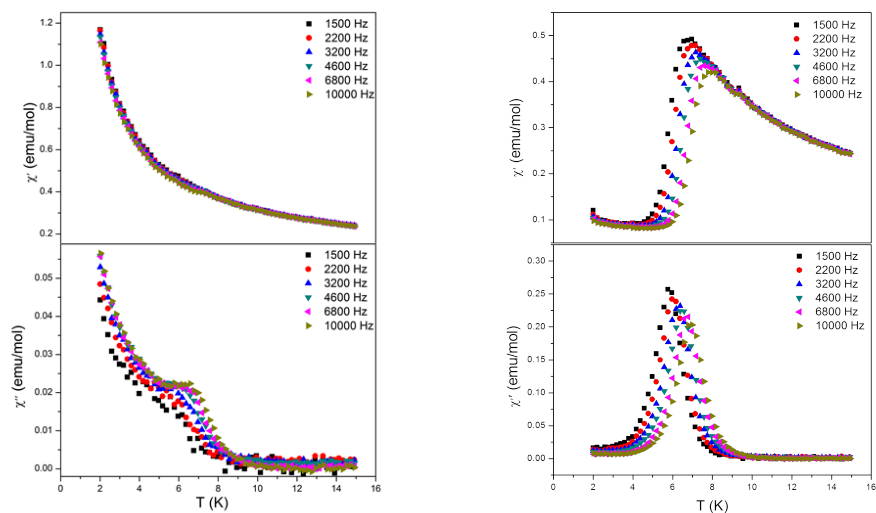 1.2
1.0
0.8
0.6
0.4
0.2
χ' (emu/mol)
1500 Hz
2200 Hz
3200 Hz
4600 Hz
6800 Hz
10000 Hz
0.05
0.04
0.03
0.02
0.01
0.00
χ'' (emu/mol)
1500 Hz
2200 Hz
3200 Hz
4600 Hz
6800 Hz
10000 Hz
0 2 4 6 8 10 12 14 16
T (K)
0.5
0.4
0.3
0.2
0.1
χ' (emu/mol)
1500 Hz
2200 Hz
3200 Hz
4600 Hz
6800 Hz
10000 Hz
0.30
0.25
0.20
0.15
0.10
0.05
0.00
χ'' (emu/mol)
1500 Hz
2200 Hz
3200 Hz
4600 Hz
6800 Hz
10000 Hz
0 2 4 6 8 10 12 14 16
T (K)